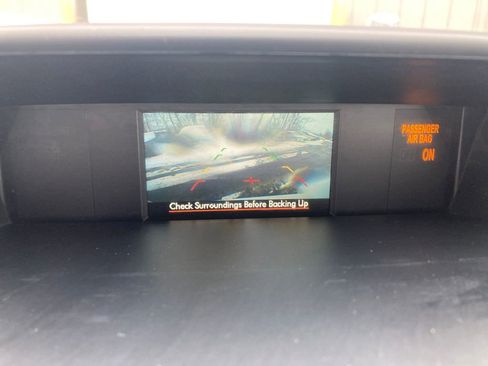 PASSENGER
AIR BAG
ON
Check Surroundings Before Backing Up